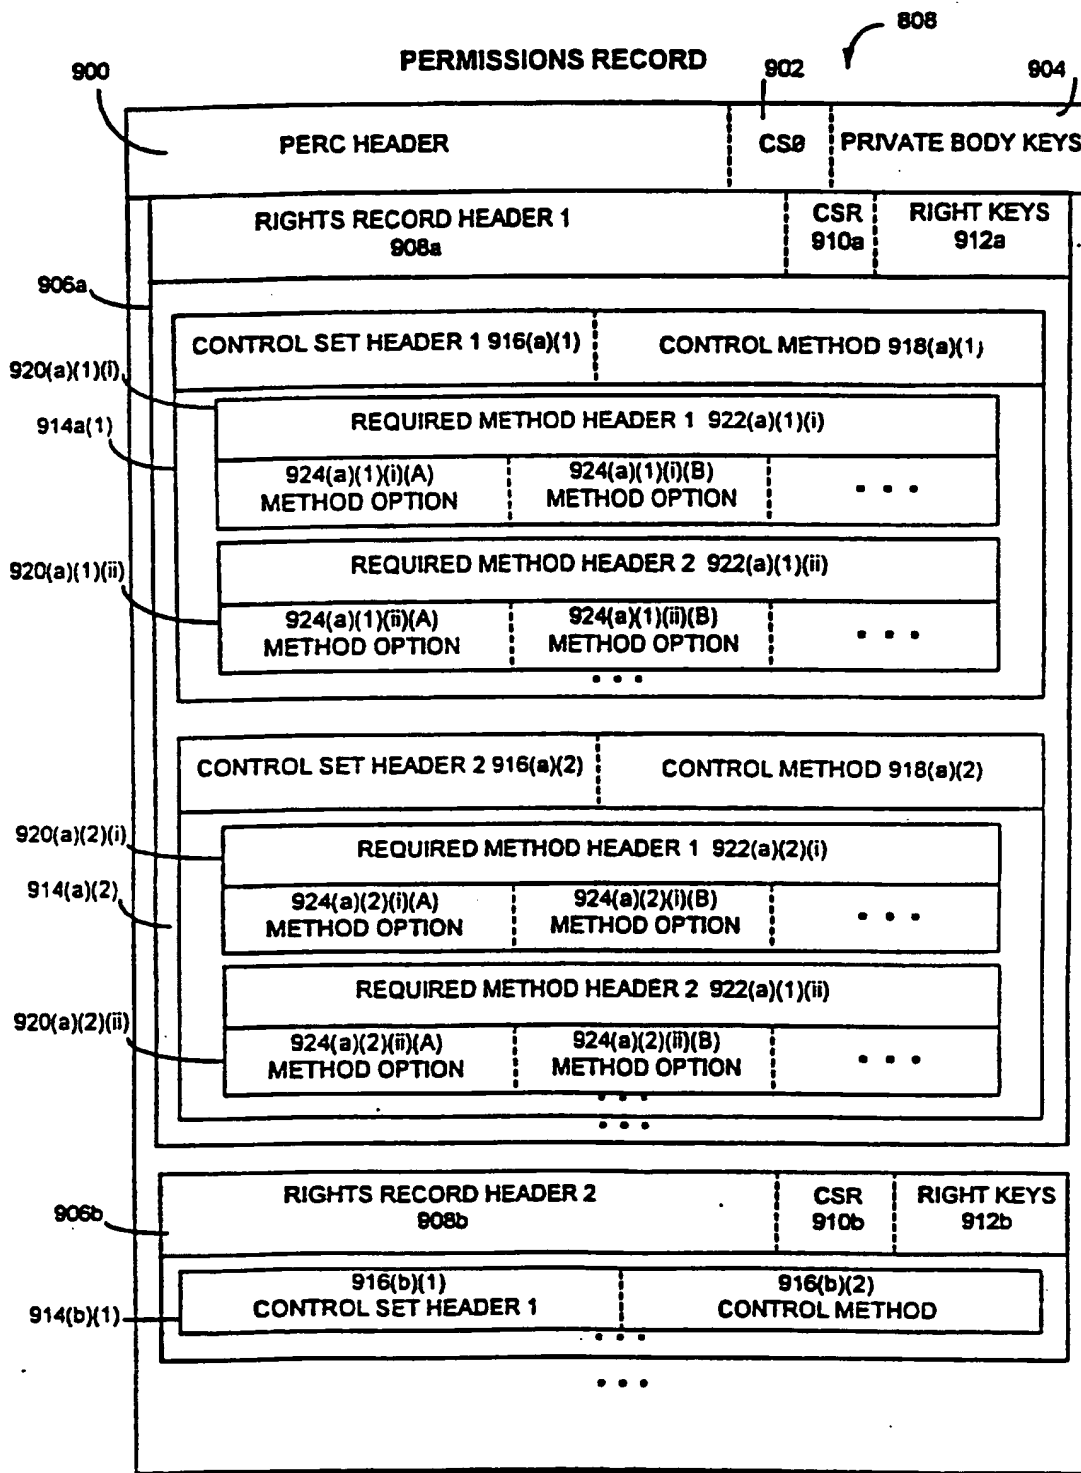 808
PERMISSIONS RECORD
900
902
904
PERC HEADER
CS0
PRIVATE BODY KEYS
RIGHTS RECORD HEADER 1
908a
CSR
910a
RIGHT KEYS
912a
906a
CONTROL SET HEADER 1 916(a)(1)
CONTROL METHOD 918(a)(1)
920(a)(1)(i)
914a(1)
REQUIRED METHOD HEADER 1 922(a)(1)(i)
924(a)(1)(i)(A)
METHOD OPTION
924(a)(1)(i)(B)
METHOD OPTION
• • •
920(a)(1)(ii)
REQUIRED METHOD HEADER 2 922(a)(1)(ii)
924(a)(1)(ii)(A)
METHOD OPTION
924(a)(1)(ii)(B)
METHOD OPTION
• • •
• • •
CONTROL SET HEADER 2 916(a)(2)
CONTROL METHOD 918(a)(2)
920(a)(2)(i)
914(a)(2)
REQUIRED METHOD HEADER 1 922(a)(2)(i)
924(a)(2)(i)(A)
METHOD OPTION
924(a)(2)(i)(B)
METHOD OPTION
• • •
920(a)(2)(ii)
REQUIRED METHOD HEADER 2 922(a)(1)(ii)
924(a)(2)(ii)(A)
METHOD OPTION
924(a)(2)(ii)(B)
METHOD OPTION
• • •
• • •
• • •
906b
RIGHTS RECORD HEADER 2
908b
CSR
910b
RIGHT KEYS
912b
914(b)(1)
916(b)(1)
CONTROL SET HEADER 1
916(b)(2)
CONTROL METHOD
• • •
• • •